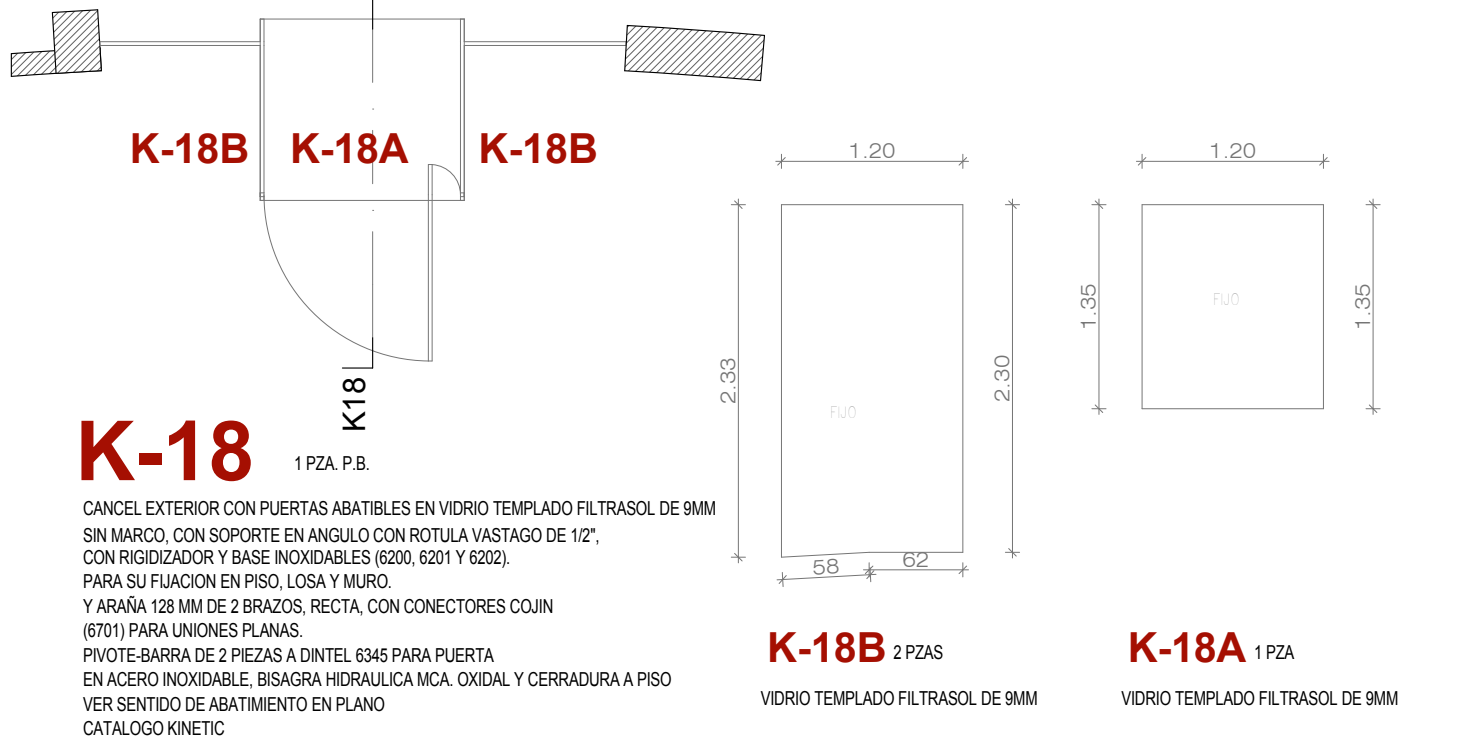 K-18B
K-18A
K-18B
K18
K-18
1 PZA. P.B.
CANCEL EXTERIOR CON PUERTAS ABATIBLES EN VIDRIO TEMPLADO FILTRASOL DE 9MM
SIN MARCO, CON SOPORTE EN ANGULO CON ROTULA VASTAGO DE 1/2",
CON RIGIDIZADOR Y BASE INOXIDABLES (6200, 6201 Y 6202).
PARA SU FIJACION EN PISO, LOSA Y MURO.
Y ARAÑA 128 MM DE 2 BRAZOS, RECTA, CON CONECTORES COJIN
(6701) PARA UNIONES PLANAS.
PIVOTE-BARRA DE 2 PIEZAS A DINTEL 6345 PARA PUERTA
EN ACERO INOXIDABLE, BISAGRA HIDRAULICA MCA. OXIDAL Y CERRADURA A PISO
VER SENTIDO DE ABATIMIENTO EN PLANO
CATALOGO KINETIC
1.20
2.33
2.30
FIJO
58
62
K-18B 2 PZAS
VIDRIO TEMPLADO FILTRASOL DE 9MM
1.20
1.35
1.35
FIJO
K-18A 1 PZA
VIDRIO TEMPLADO FILTRASOL DE 9MM